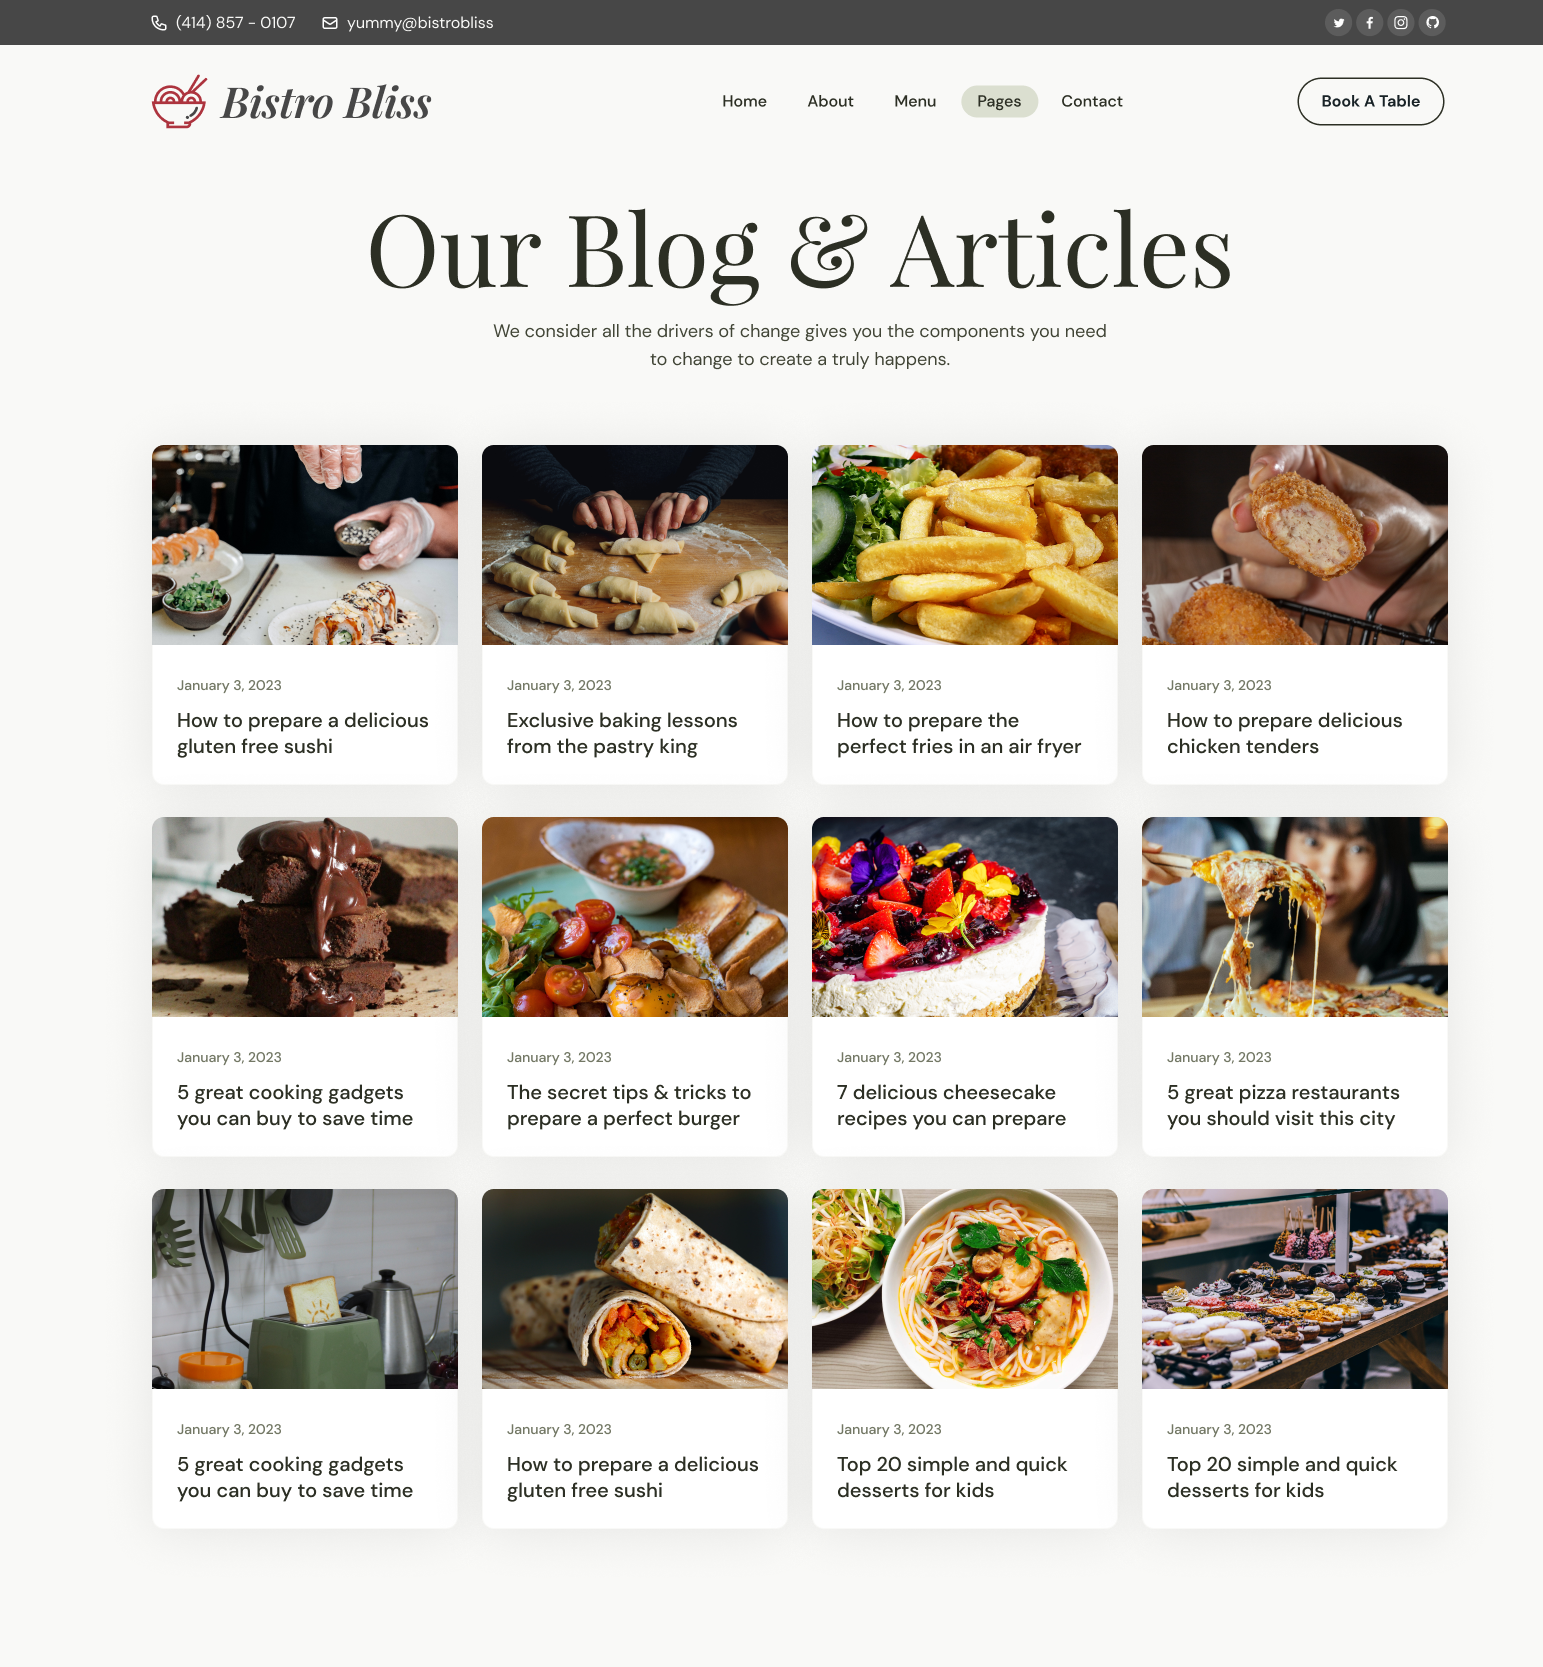 (414) 857 - 0107
yummy@bistrobliss
Bistro Bliss
Home
About
Menu
Pages
Contact
Book A Table
Our Blog & Articles
We consider all the drivers of change gives you the components you need
to change to create a truly happens.
January 3, 2023
How to prepare a delicious
gluten free sushi
January 3, 2023
Exclusive baking lessons
from the pastry king
January 3, 2023
How to prepare the
perfect fries in an air fryer
January 3, 2023
How to prepare delicious
chicken tenders
January 3, 2023
5 great cooking gadgets
you can buy to save time
January 3, 2023
The secret tips & tricks to
prepare a perfect burger
January 3, 2023
7 delicious cheesecake
recipes you can prepare
January 3, 2023
5 great pizza restaurants
you should visit this city
January 3, 2023
5 great cooking gadgets
you can buy to save time
January 3, 2023
How to prepare a delicious
gluten free sushi
January 3, 2023
Top 20 simple and quick
desserts for kids
January 3, 2023
Top 20 simple and quick
desserts for kids